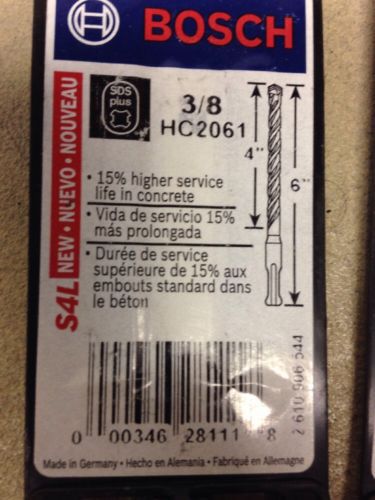 BOSCH
SDS
plus
3/8
HC2061
4"
6"
S4L NEW • NUEVO • NOUVEAU
• 15% higher service
life in concrete
• Vida de servicio 15%
más prolongada
• Durée de service
supérieure de 15% aux
embouts standard dans
le béton
2 610 906 544
0 00346 28111 8
Made in Germany • Hecho en Alemania • Fabriqué en Allemagne